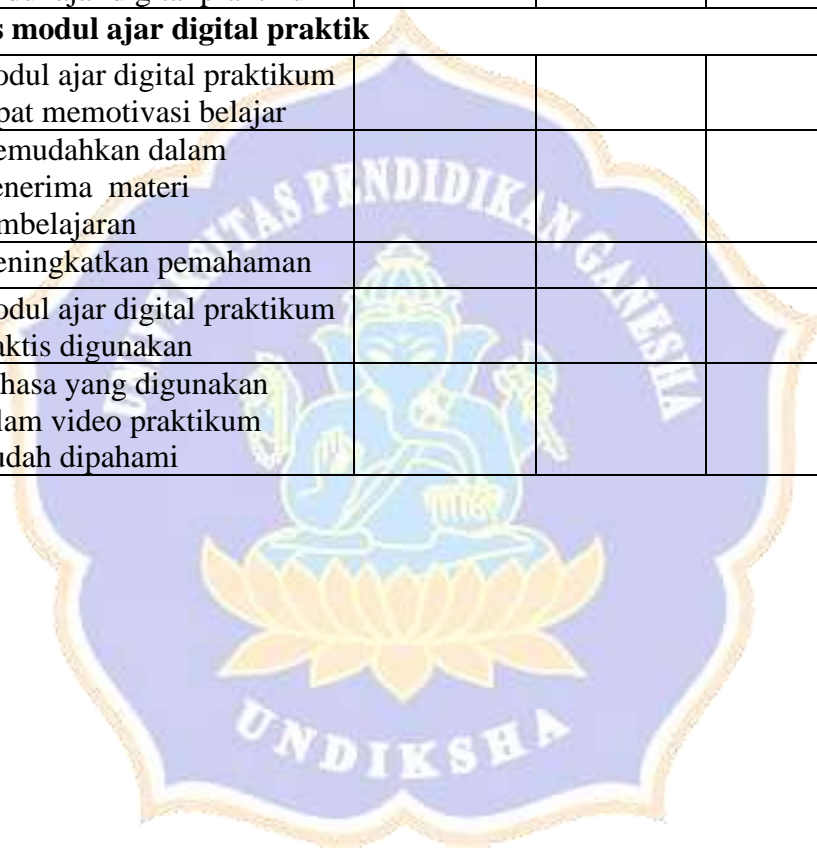 s modul ajar digital praktik
odul ajar digital praktikum
pat memotivasi belajar
emudahkan dalam
enerima materi
mbelajaran
eningkatkan pemahaman
odul ajar digital praktikum
aktis digunakan
hasa yang digunakan
lam video praktikum
udah dipahami
UNIVERSITAS PENDIDIKAN GANESHA
UNDIKSHA